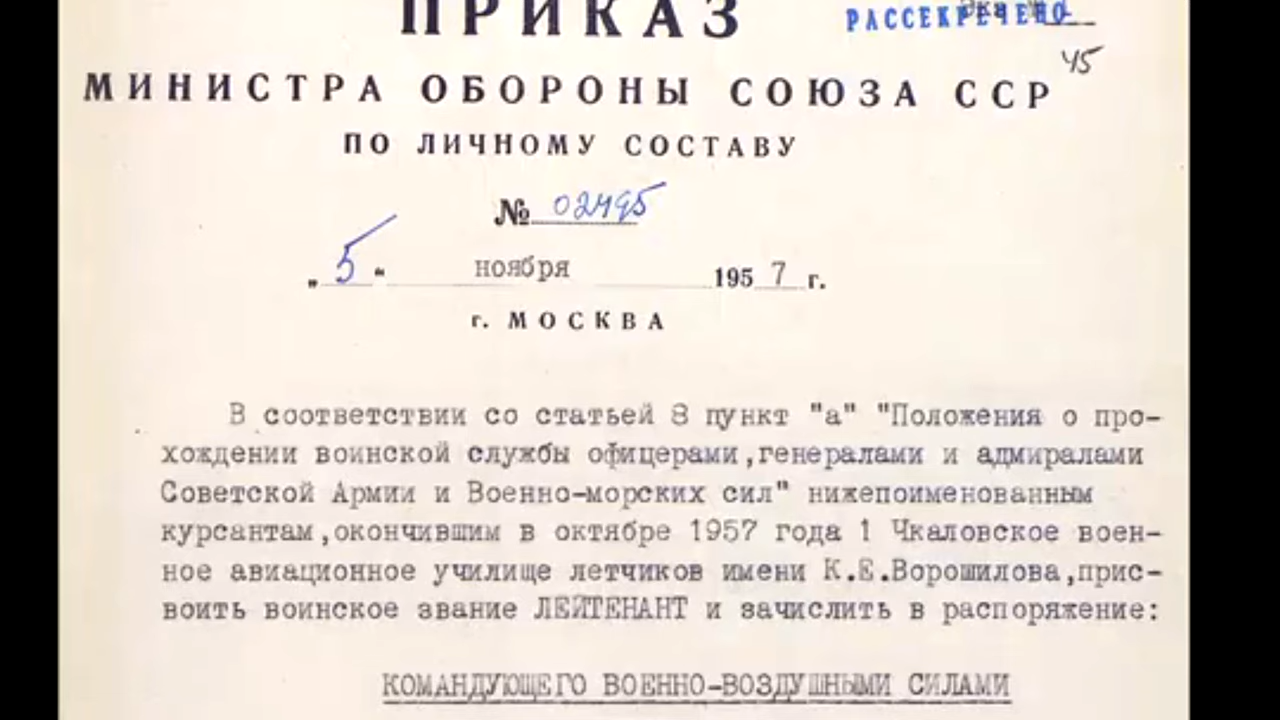 ПРИКАЗ
РАССЕКРЕЧЕНО
45
МИНИСТРА ОБОРОНЫ СОЮЗА ССР
ПО ЛИЧНОМУ СОСТАВУ
№ 02495
„5“ ноября 1957 г.
г. МОСКВА
В соответствии со статьей 8 пункт "а" "Положения о про-
хождении воинской службы офицерами,генералами и адмиралами
Советской Армии и Военно-морских сил" нижепоименованным
курсантам,окончившим в октябре 1957 года 1 Чкаловское воен-
ное авиационное училище летчиков имени К.Е.Ворошилова,прис-
воить воинское звание ЛЕЙТЕНАНТ и зачислить в распоряжение:
КОМАНДУЮЩЕГО ВОЕННО-ВОЗДУШНЫМИ СИЛАМИ